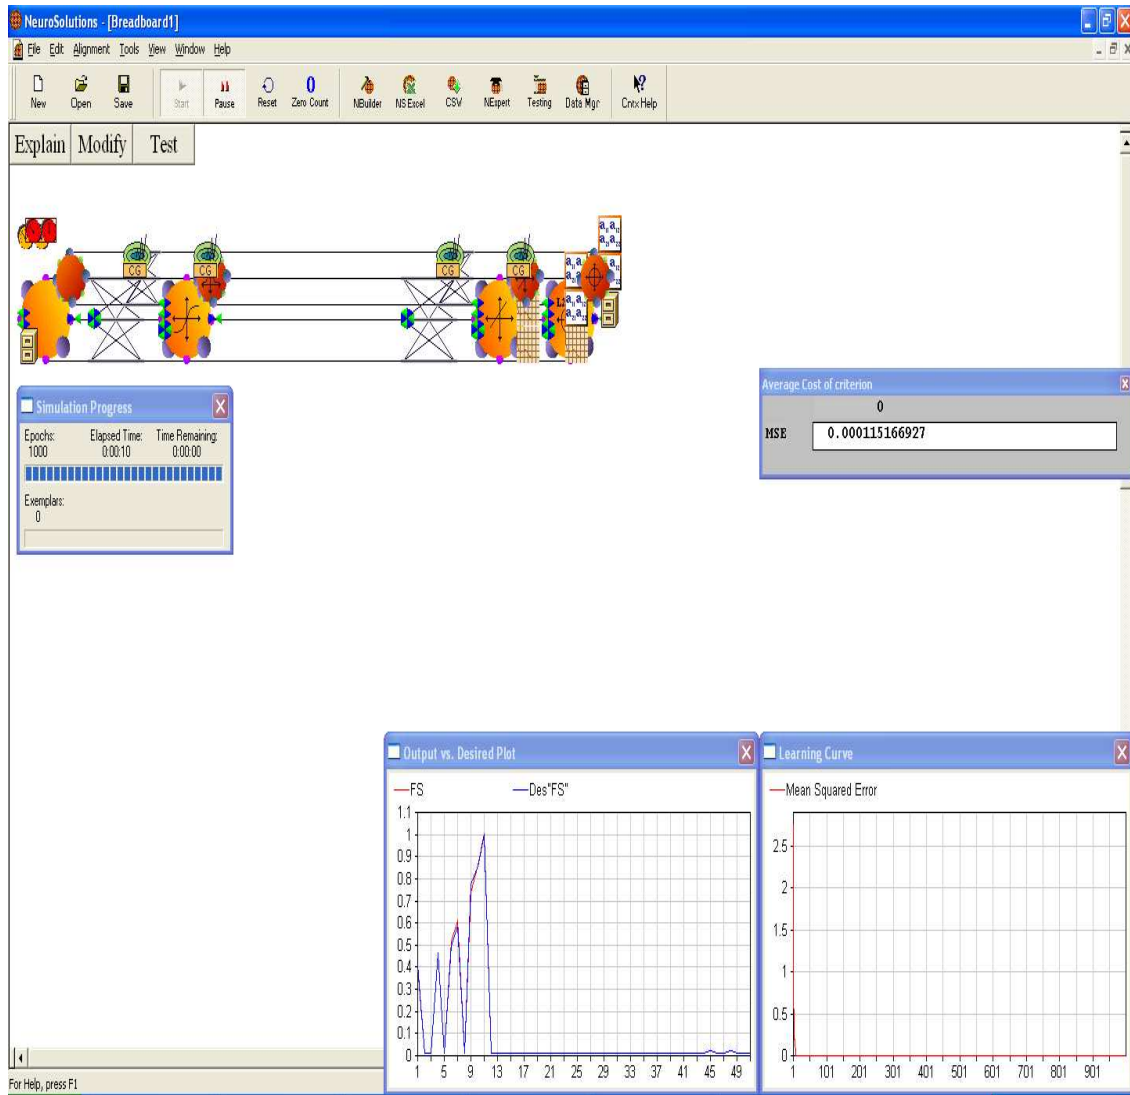 NeuroSolutions - [Breadboard1]
File Edit Alignment Tools View Window Help
New Open Save Start Pause Reset Zero Count NBuilder NS Excel CSV NExpert Testing Data Mgr Cntx Help
Explain Modify Test
CG CG CG CG
Simulation Progress
Epochs: Elapsed Time: Time Remaining:
1000 0:00:10 0:00:00
Exemplars:
0
Average Cost of criterion
0
MSE 0.000115166927
Output vs. Desired Plot
FS Des"FS"
1.1
1
0.9
0.8
0.7
0.6
0.5
0.4
0.3
0.2
0.1
0
1 5 9 13 17 21 25 29 33 37 41 45 49
Learning Curve
Mean Squared Error
2.5
2
1.5
1
0.5
0
1 101 201 301 401 501 601 701 801 901
For Help, press F1